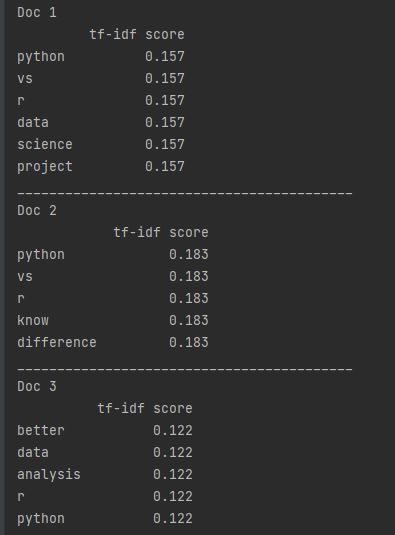 Doc 1
tf-idf score
python 0.157
vs 0.157
r 0.157
data 0.157
science 0.157
project 0.157
__________________________________________
Doc 2
tf-idf score
python 0.183
vs 0.183
r 0.183
know 0.183
difference 0.183
__________________________________________
Doc 3
tf-idf score
better 0.122
data 0.122
analysis 0.122
r 0.122
python 0.122